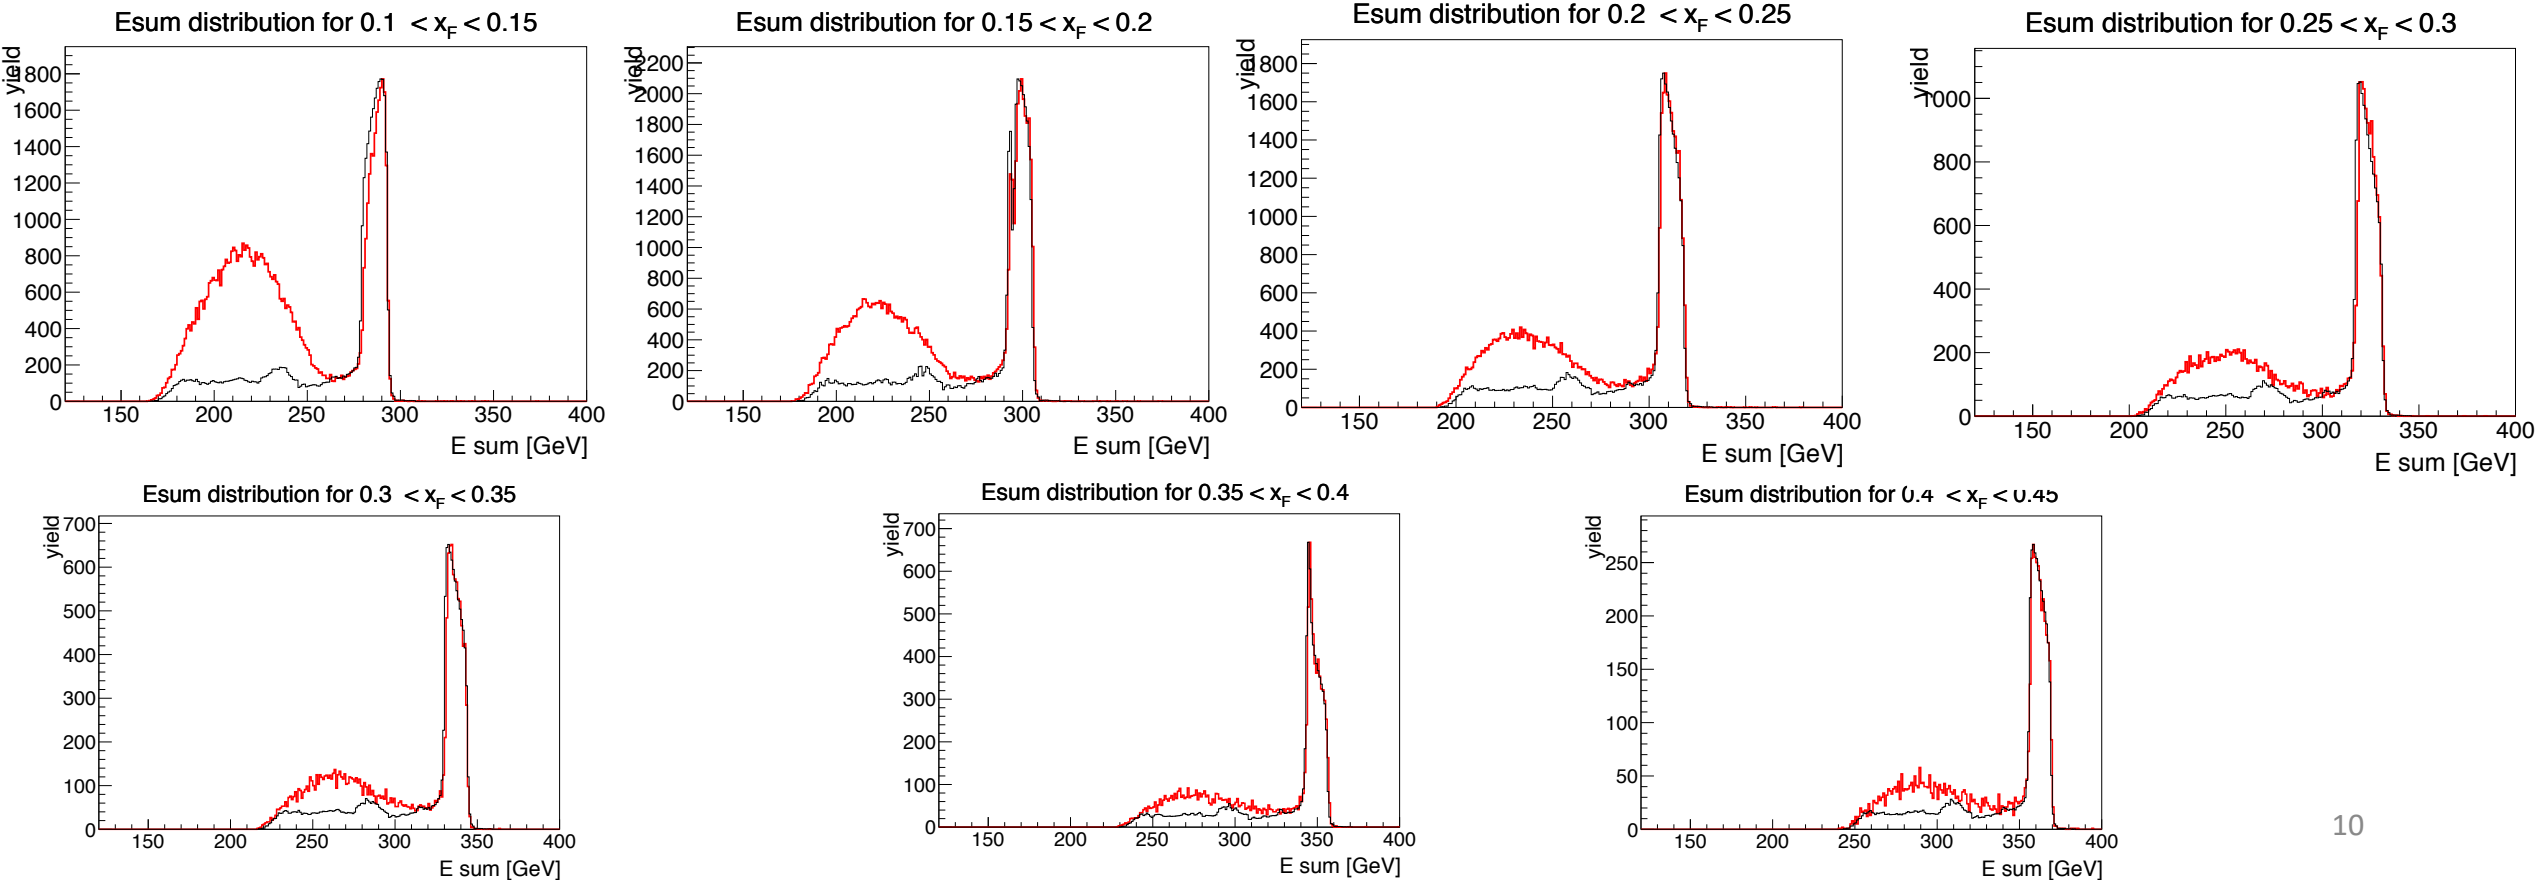 Esum distribution for 0.1 < x_F < 0.15
yield
1800
1600
1400
1200
1000
800
600
400
200
0
150 200 250 300 350 400
E sum [GeV]
Esum distribution for 0.15 < x_F < 0.2
yield
2200
2000
1800
1600
1400
1200
1000
800
600
400
200
0
150 200 250 300 350 400
E sum [GeV]
Esum distribution for 0.2 < x_F < 0.25
yield
1800
1600
1400
1200
1000
800
600
400
200
0
150 200 250 300 350 400
E sum [GeV]
Esum distribution for 0.25 < x_F < 0.3
yield
1000
800
600
400
200
0
150 200 250 300 350 400
E sum [GeV]
Esum distribution for 0.3 < x_F < 0.35
yield
700
600
500
400
300
200
100
0
150 200 250 300 350 400
E sum [GeV]
Esum distribution for 0.35 < x_F < 0.4
yield
700
600
500
400
300
200
100
0
150 200 250 300 350 400
E sum [GeV]
Esum distribution for 0.4 < x_F < 0.45
yield
250
200
150
100
50
0
150 200 250 300 350 400
E sum [GeV]
10